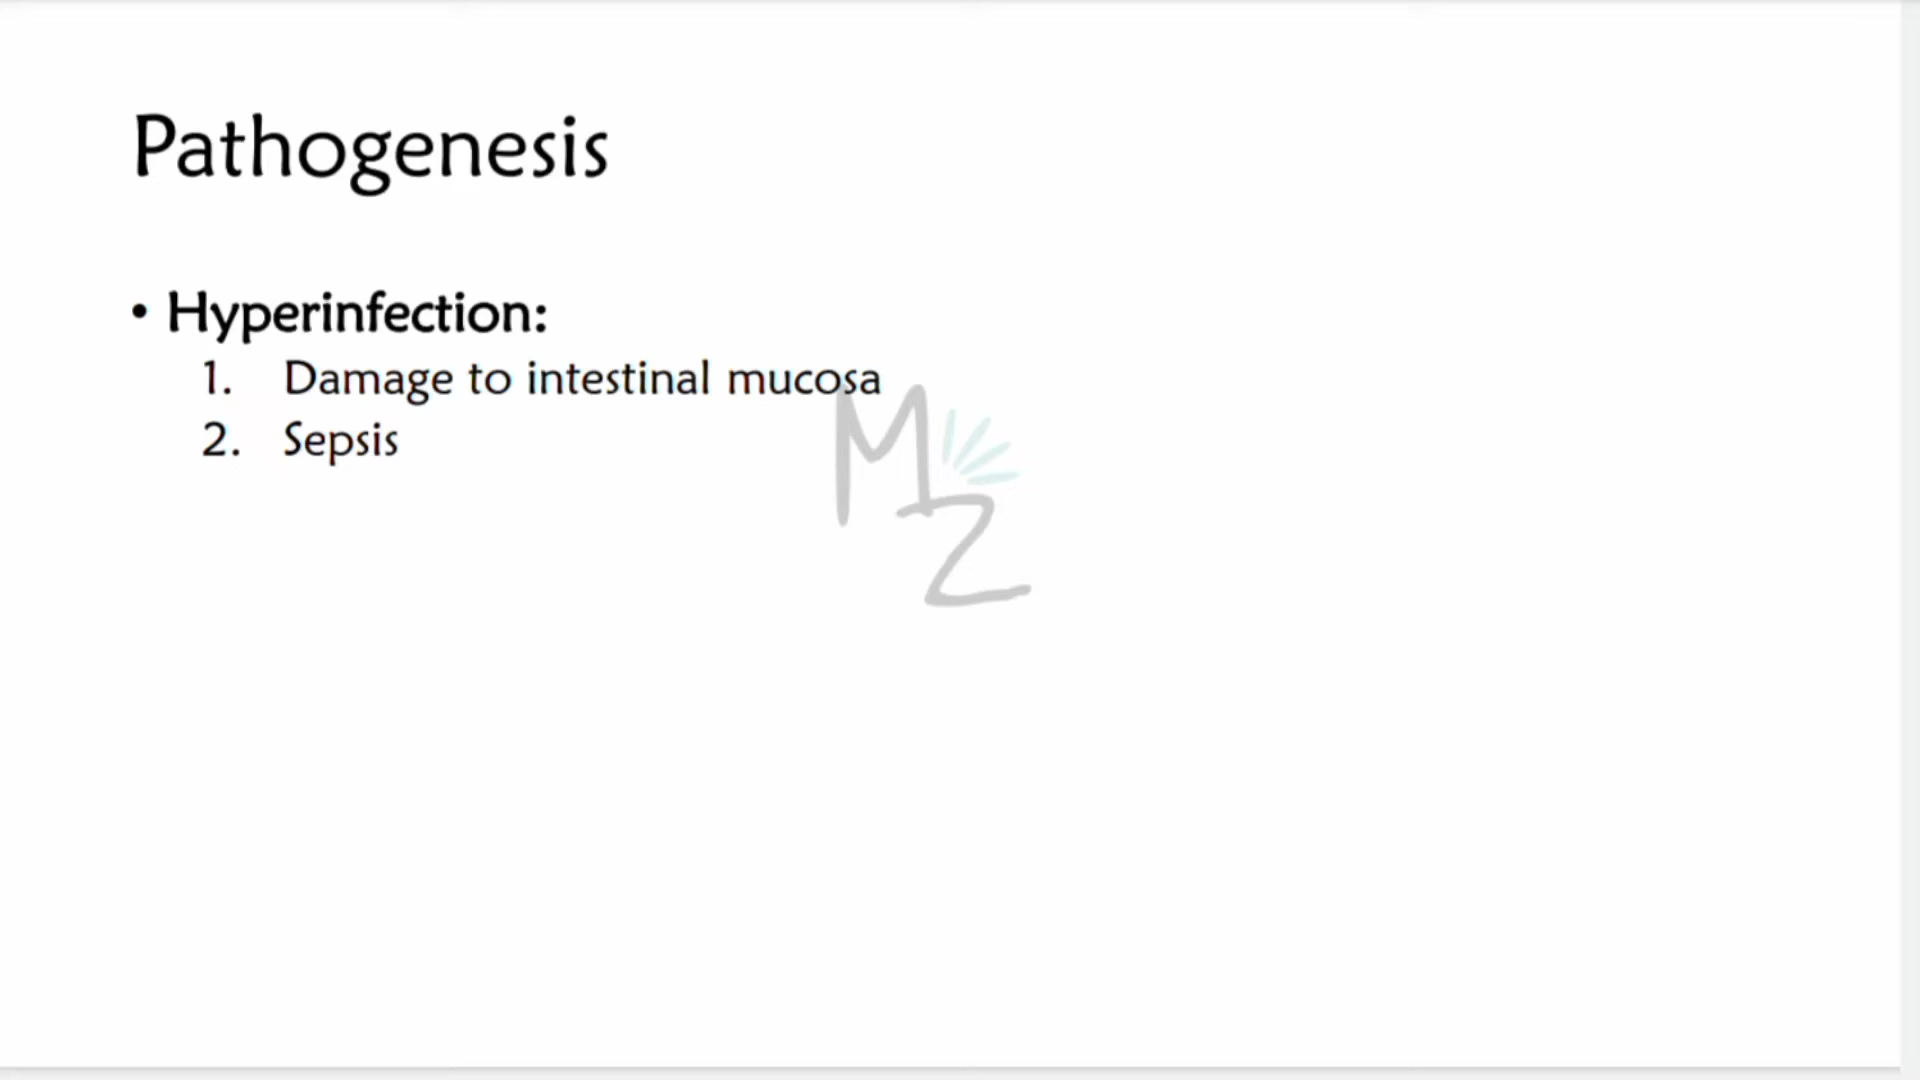 Pathogenesis
• Hyperinfection:
1. Damage to intestinal mucosa
2. Sepsis
MZ